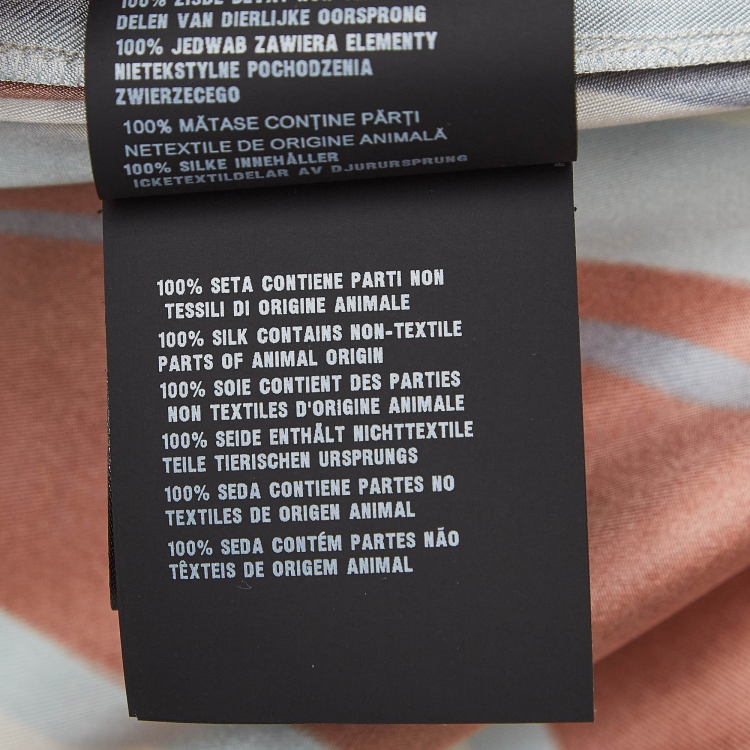 100% ZIJDE BEVAT NON
DELEN VAN DIERLIJKE OORSPRONG
100% JEDWAB ZAWIERA ELEMENTY
NIETEKSTYLNE POCHODZENIA
ZWIERZECEGO
100% MĂTASE CONȚINE PĂRȚI
NETEXTILE DE ORIGINE ANIMALĂ
100% SILKE INNEHÅLLER
ICKETEXTILDELAR AV DJURURSPRUNG
100% SETA CONTIENE PARTI NON
TESSILI DI ORIGINE ANIMALE
100% SILK CONTAINS NON-TEXTILE
PARTS OF ANIMAL ORIGIN
100% SOIE CONTIENT DES PARTIES
NON TEXTILES D'ORIGINE ANIMALE
100% SEIDE ENTHÄLT NICHTTEXTILE
TEILE TIERISCHEN URSPRUNGS
100% SEDA CONTIENE PARTES NO
TEXTILES DE ORIGEN ANIMAL
100% SEDA CONTÉM PARTES NÃO
TÊXTEIS DE ORIGEM ANIMAL